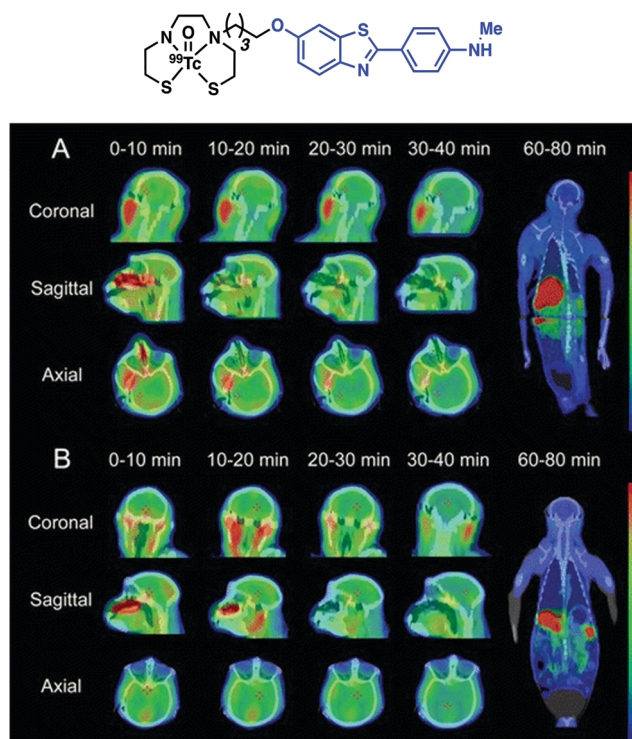 O
N
N
99Tc
S
S
3
O
S
N
NH
Me
A
0-10 min 10-20 min 20-30 min 30-40 min 60-80 min
Coronal
Sagittal
Axial
B
0-10 min 10-20 min 20-30 min 30-40 min 60-80 min
Coronal
Sagittal
Axial